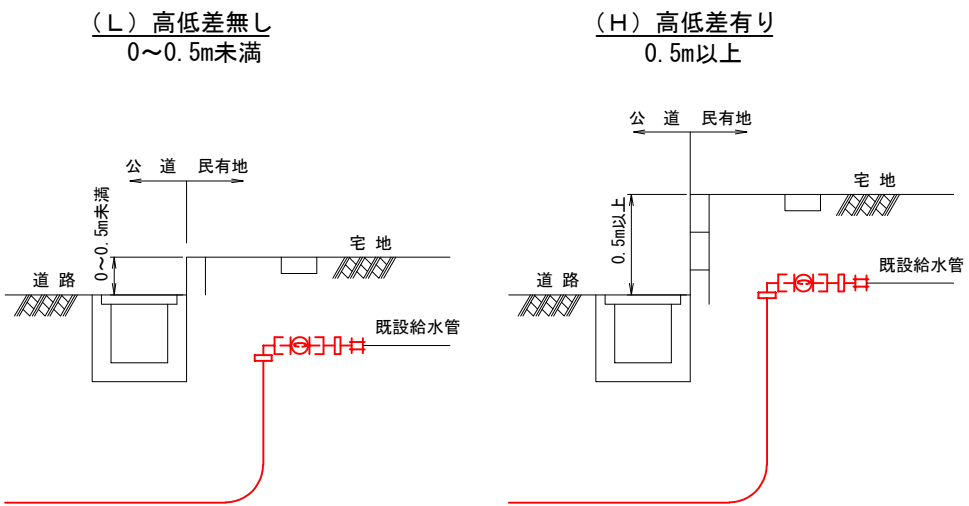 (L) 高低差無し
0～0.5m未満
公 道 民有地
0～0.5m未満
宅 地
道 路
既設給水管
(H) 高低差有り
0.5m以上
公 道 民有地
宅 地
0.5m以上
既設給水管
道 路